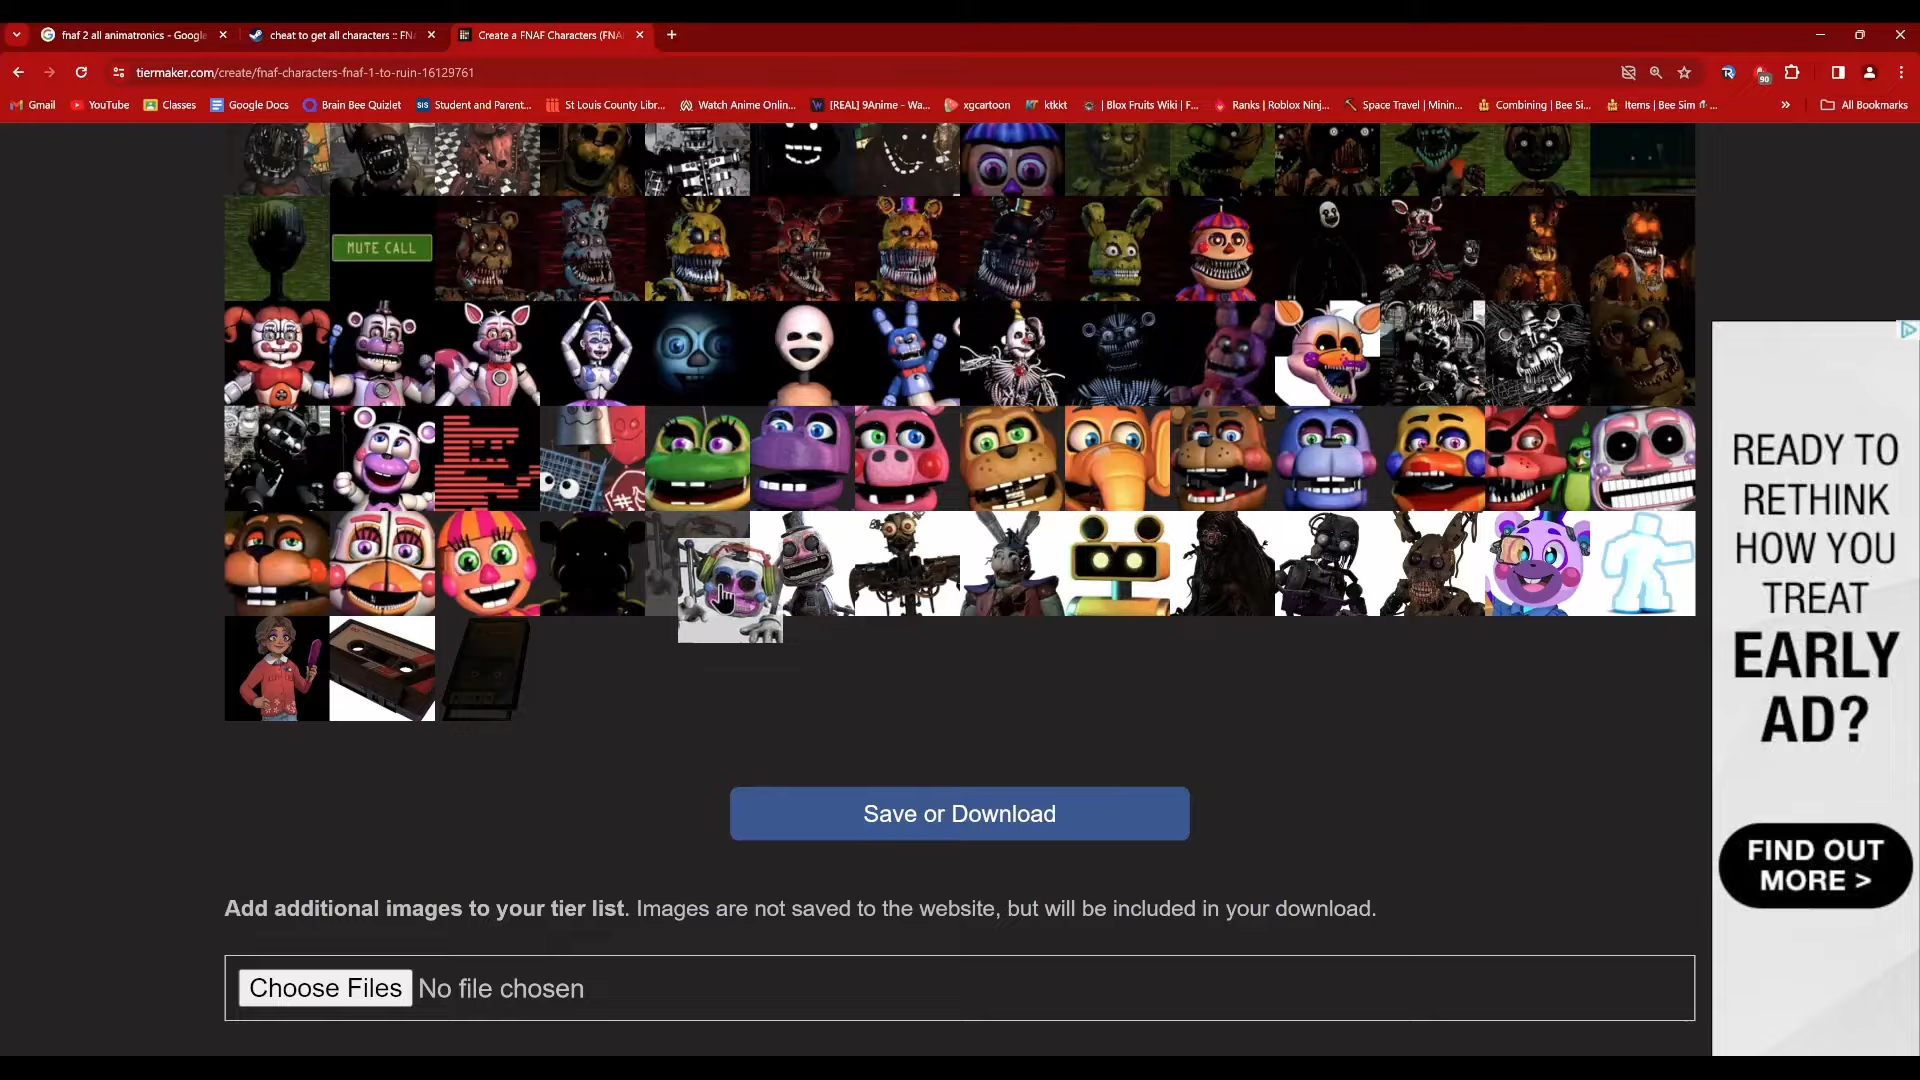 fnaf 2 all animatronics - Google
cheat to get all characters :: FN
Create a FNAF Characters (FNA
tiermaker.com/create/fnaf-characters-fnaf-1-to-ruin-16129761
90
Gmail
YouTube
Classes
Google Docs
Brain Bee Quizlet
SIS
Student and Parent...
St Louis County Libr...
Watch Anime Onlin...
[REAL] 9Anime - Wa...
xgcartoon
ktkkt
| Blox Fruits Wiki | F...
Ranks | Roblox Ninj...
Space Travel | Minin...
Combining | Bee Si...
Items | Bee Sim
All Bookmarks
MUTE CALL
Save or Download
Add additional images to your tier list. Images are not saved to the website, but will be included in your download.
Choose Files No file chosen
READY TO
RETHINK
HOW YOU
TREAT
EARLY
AD?
FIND OUT
MORE >